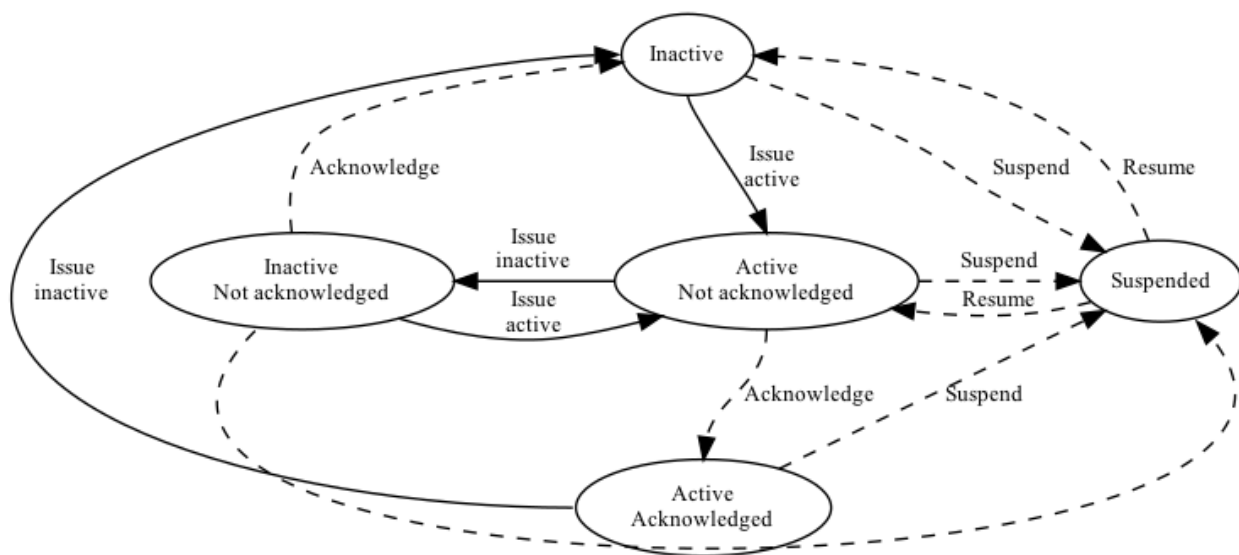 Inactive
Acknowledge
Issue
active
Suspend
Resume
Issue
inactive
Inactive
Not acknowledged
Issue
inactive
Issue
active
Active
Not acknowledged
Suspend
Resume
Suspended
Acknowledge
Suspend
Active
Acknowledged